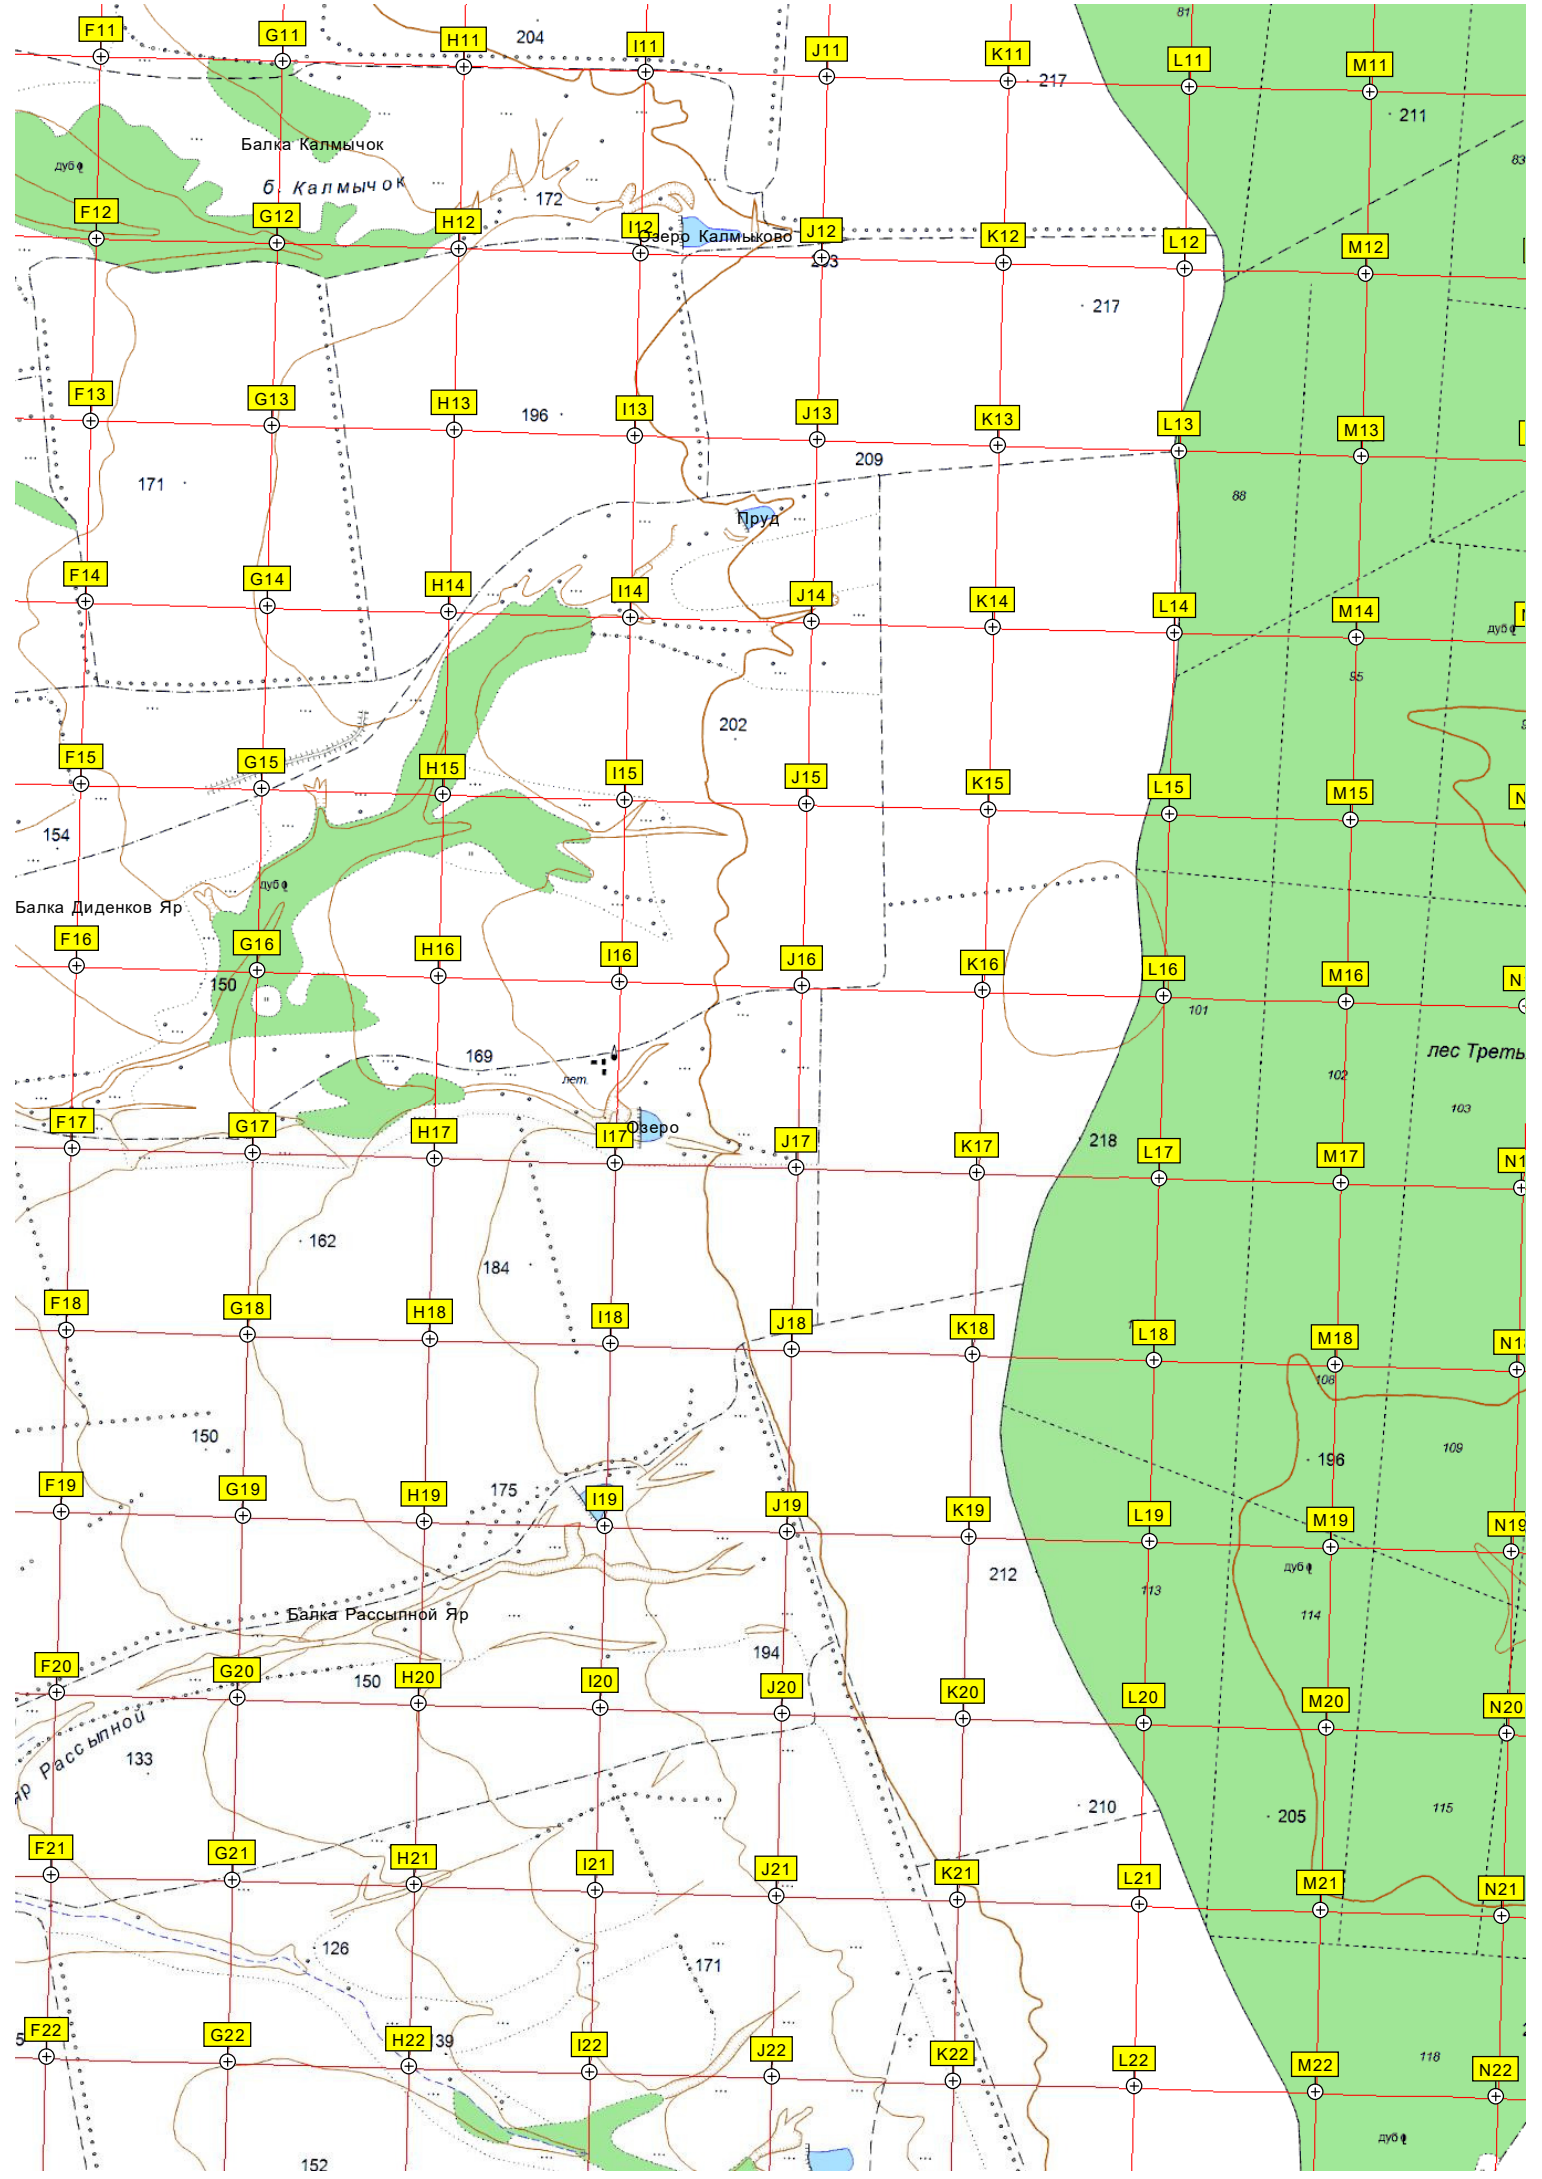 81
F11 G11 H11 204 I11 J11 K11 217 L11 M11
211
Балка Калмычок
дуб
83
б. Калмычок
172
F12 G12 H12 I12 Озеро Калмыково J12 K12 L12 M12
217
F13 G13 H13 196 I13 J13 K13 L13 M13
209
171
88
Пруд
F14 G14 H14 I14 J14 K14 L14 M14
дуб
95
202
F15 G15 H15 I15 J15 K15 L15 M15 N
154
дуб
Балка Диденков Яр
F16 G16 H16 I16 J16 K16 L16 M16 N
150
101
169
лес Треть
лет.
102
103
F17 G17 H17 I17 Озеро J17 K17 218 L17 M17 N1
162
184
F18 G18 H18 I18 J18 K18 L18 M18 N18
108
150
196
109
F19 G19 H19 175 I19 J19 K19 L19 M19 N19
212
дуб
113
114
Балка Рассыпной Яр
194
F20 G20 150 H20 I20 J20 K20 L20 M20 N20
яр Рассыпной
133
210
205
115
F21 G21 H21 I21 J21 K21 L21 M21 N21
126
171
F22 G22 H22 139 I22 J22 K22 L22 M22 N22
118
дуб
152